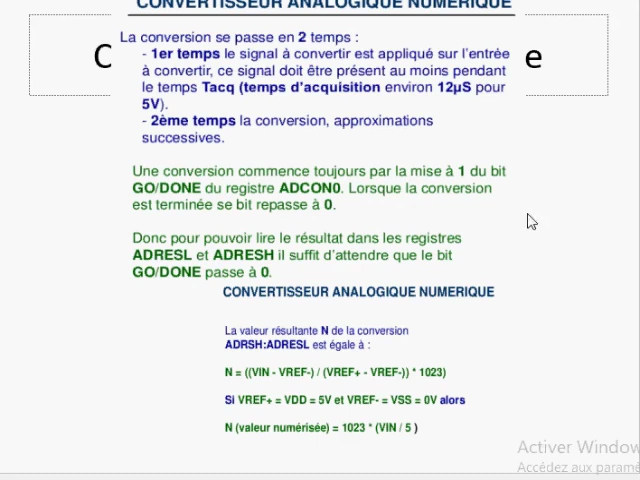 CONVERTISSEUR ANALOGIQUE NUMERIQUE
La conversion se passe en 2 temps :
- 1er temps le signal à convertir est appliqué sur l'entrée
à convertir, ce signal doit être présent au moins pendant
le temps Tacq (temps d'acquisition environ 12µS pour
5V).
- 2ème temps la conversion, approximations
successives.
Une conversion commence toujours par la mise à 1 du bit
GO/DONE du registre ADCON0. Lorsque la conversion
est terminée se bit repasse à 0.
Donc pour pouvoir lire le résultat dans les registres
ADRESL et ADRESH il suffit d'attendre que le bit
GO/DONE passe à 0.
CONVERTISSEUR ANALOGIQUE NUMERIQUE
La valeur résultante N de la conversion
ADRSH:ADRESL est égale à :
N = ((VIN - VREF-) / (VREF+ - VREF-)) * 1023)
Si VREF+ = VDD = 5V et VREF- = VSS = 0V alors
N (valeur numérisée) = 1023 * (VIN / 5 )
Activer Window
Accédez aux paramè